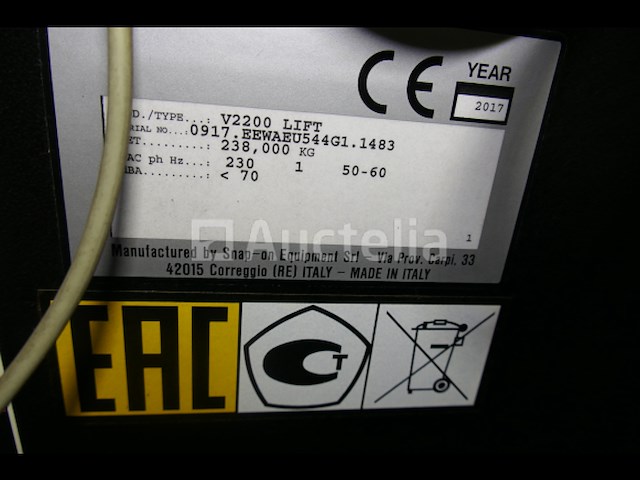 CE YEAR
2017
D./TYPE..: V2200 LIFT
RIAL NO...:0917.EEWAEU544G1.1483
ET........: 238,000 KG
AC ph Hz..: 230 1 50-60
BA........: < 70
1
Auctelia
Manufactured by Snap-on Equipment Srl - Via Prov. Carpi. 33
42015 Correggio (RE) ITALY - MADE IN ITALY
EAC
CT